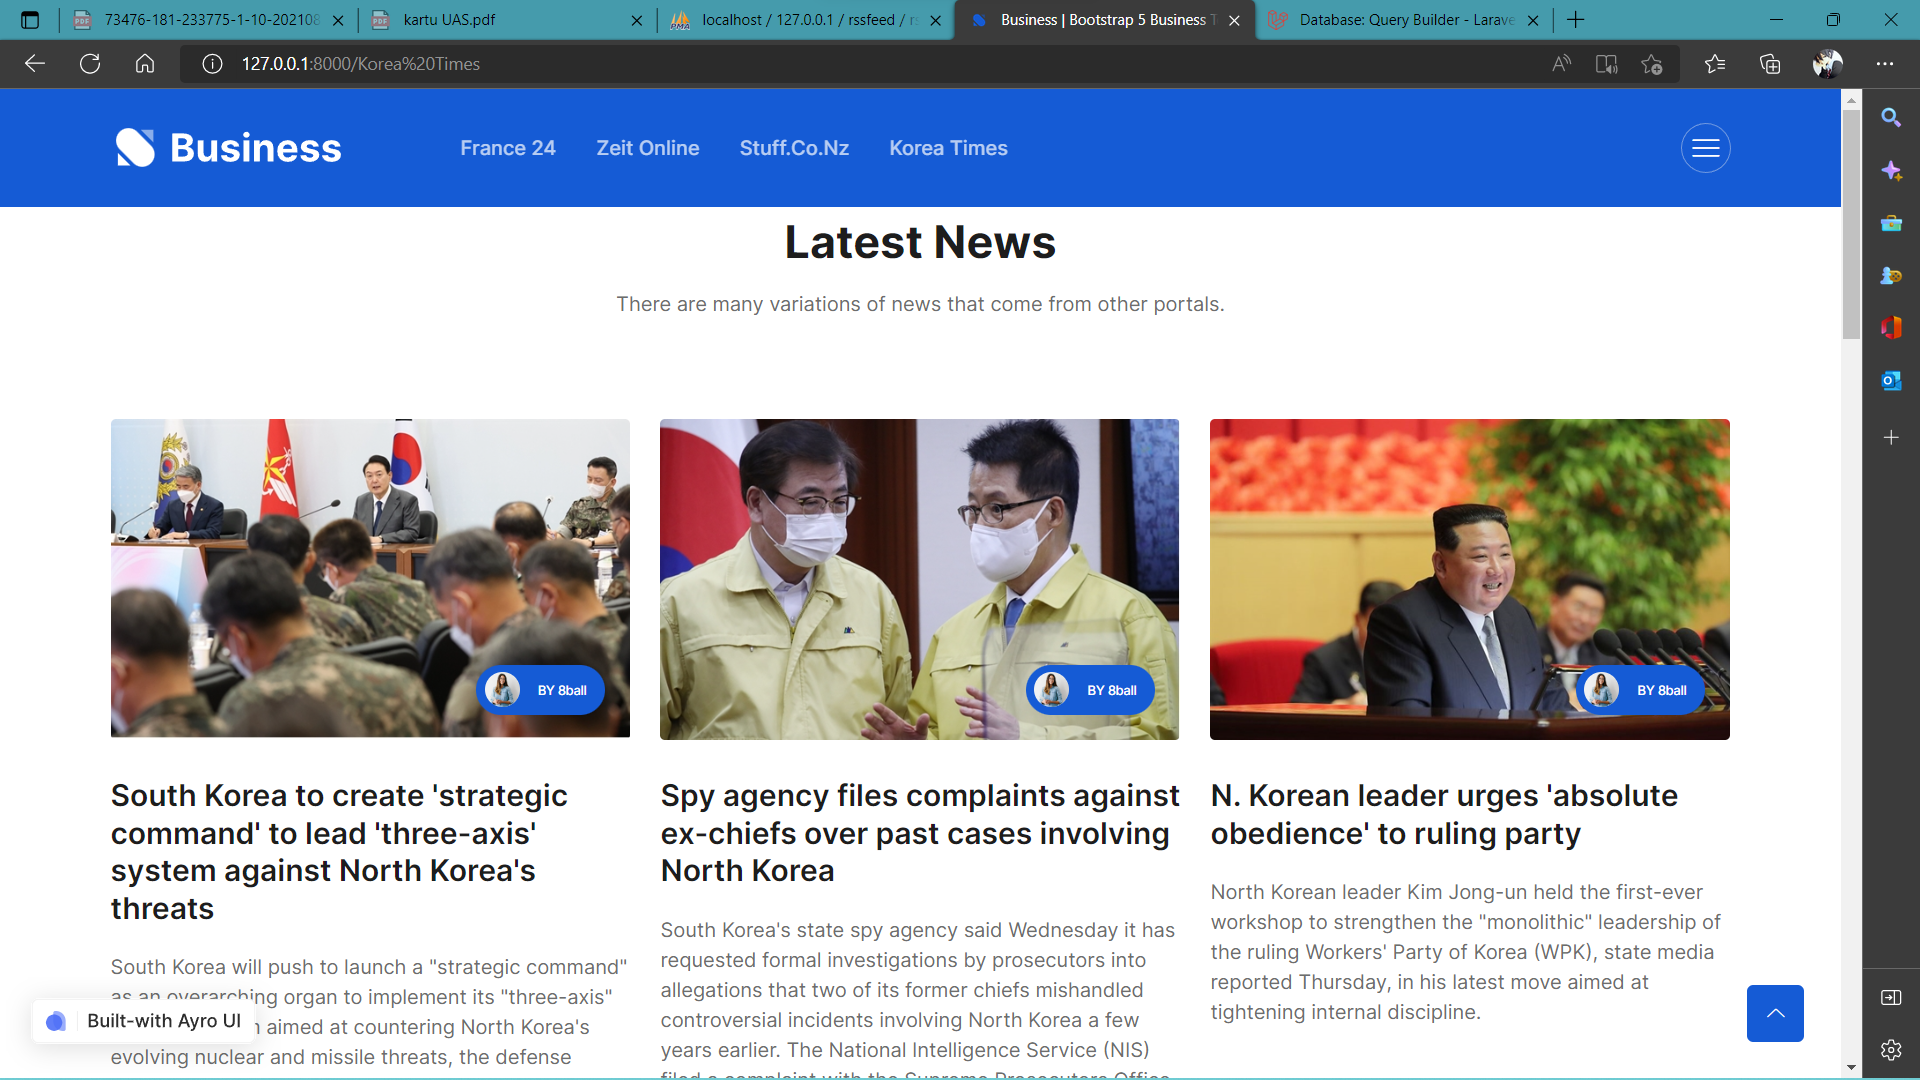 73476-181-233775-1-10-202108
kartu UAS.pdf
localhost / 127.0.0.1 / rssfeed / rs
Business | Bootstrap 5 Business T
Database: Query Builder - Larave
127.0.0.1:8000/Korea%20Times
Business
France 24
Zeit Online
Stuff.Co.Nz
Korea Times
Latest News
There are many variations of news that come from other portals.
BY 8ball
BY 8ball
BY 8ball
South Korea to create 'strategic
command' to lead 'three-axis'
system against North Korea's
threats
South Korea will push to launch a "strategic command"
as an overarching organ to implement its "three-axis"
aimed at countering North Korea's
evolving nuclear and missile threats, the defense
Spy agency files complaints against
ex-chiefs over past cases involving
North Korea
South Korea's state spy agency said Wednesday it has
requested formal investigations by prosecutors into
allegations that two of its former chiefs mishandled
controversial incidents involving North Korea a few
years earlier. The National Intelligence Service (NIS)
filed a complaint with the Supreme Prosecutors Office
N. Korean leader urges 'absolute
obedience' to ruling party
North Korean leader Kim Jong-un held the first-ever
workshop to strengthen the "monolithic" leadership of
the ruling Workers' Party of Korea (WPK), state media
reported Thursday, in his latest move aimed at
tightening internal discipline.
Built-with Ayro UI